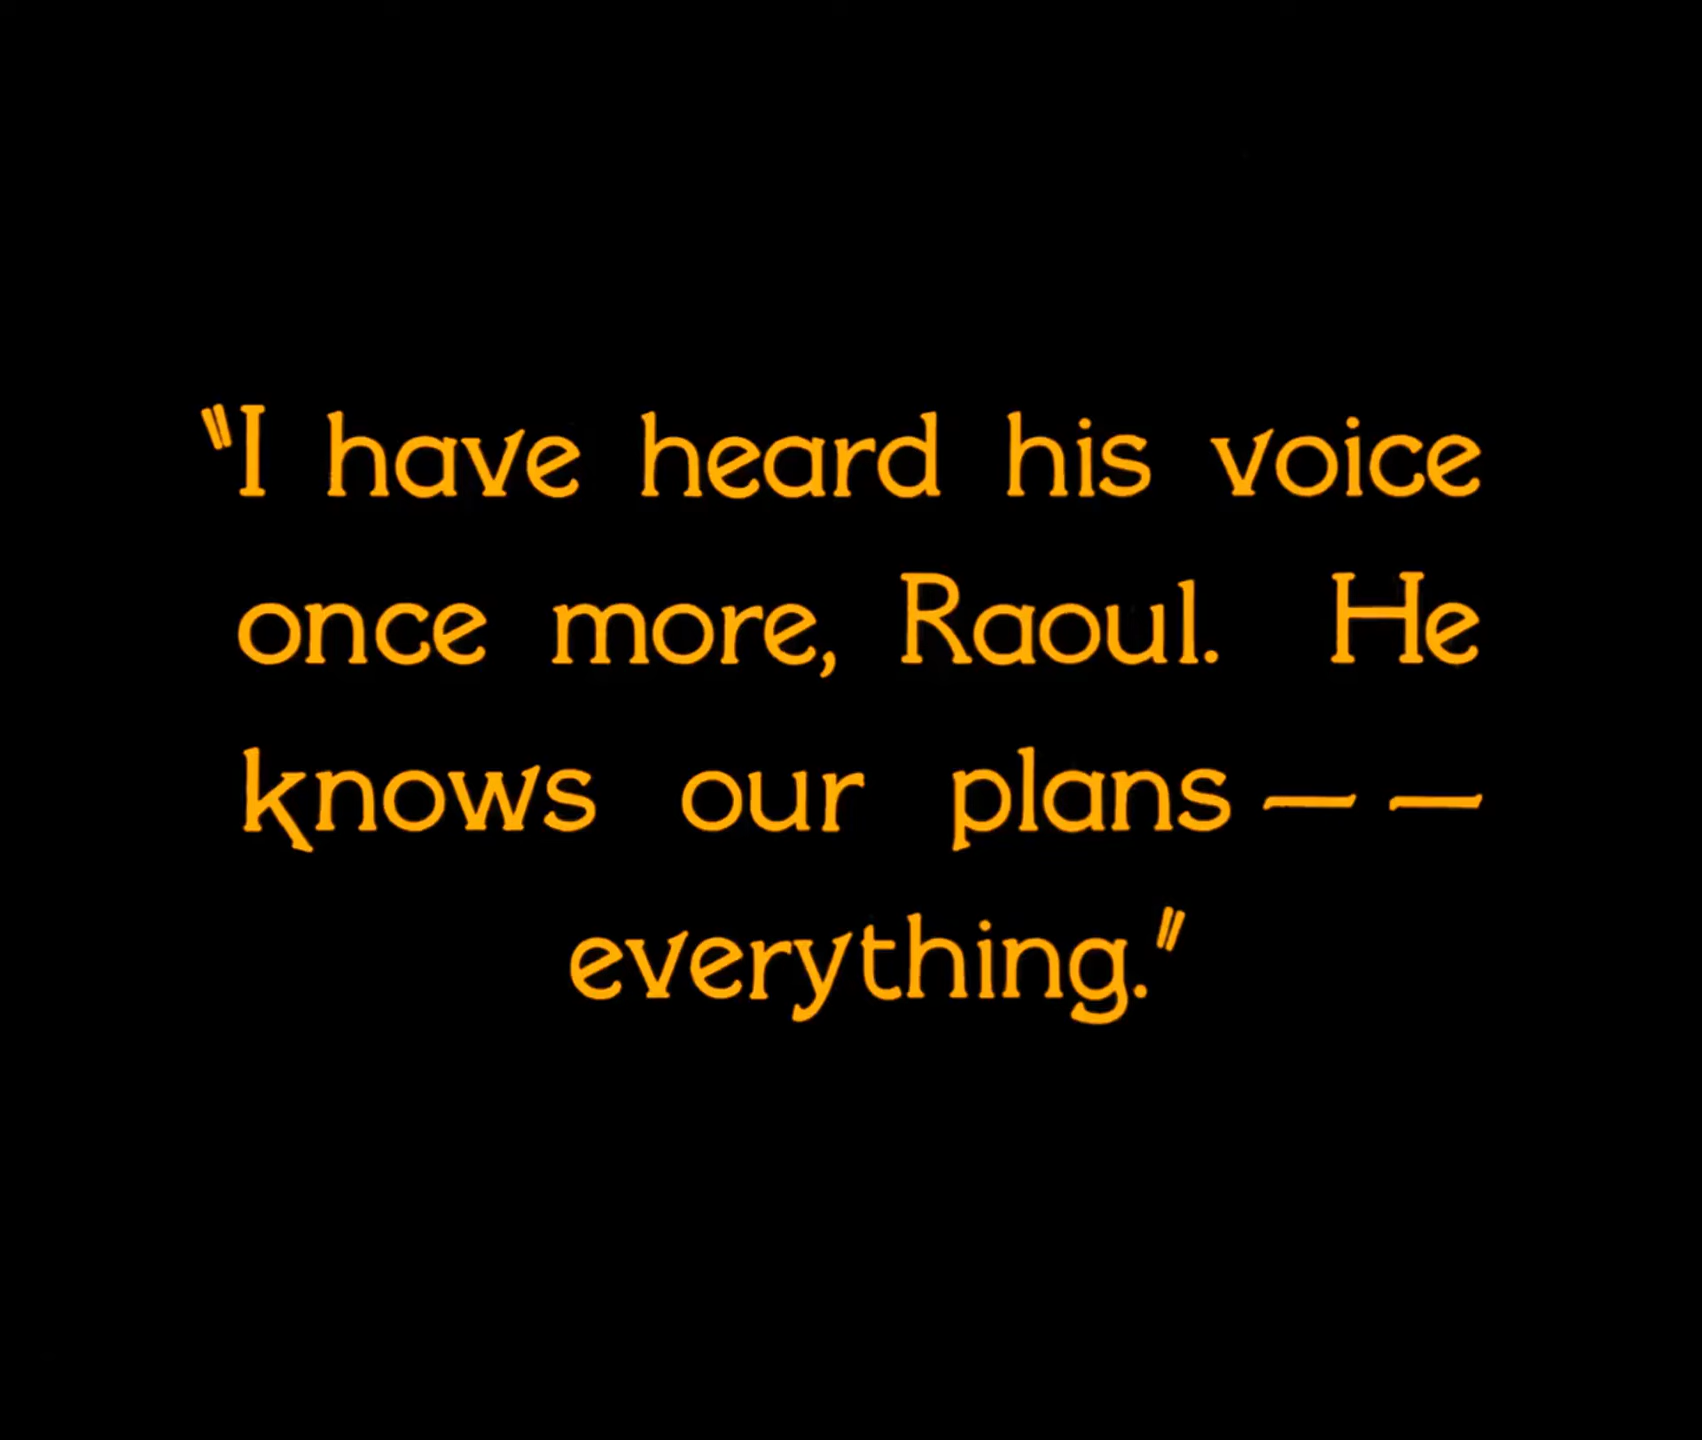 "I have heard his voice
once more, Raoul. He
knows our plans — —
everything."